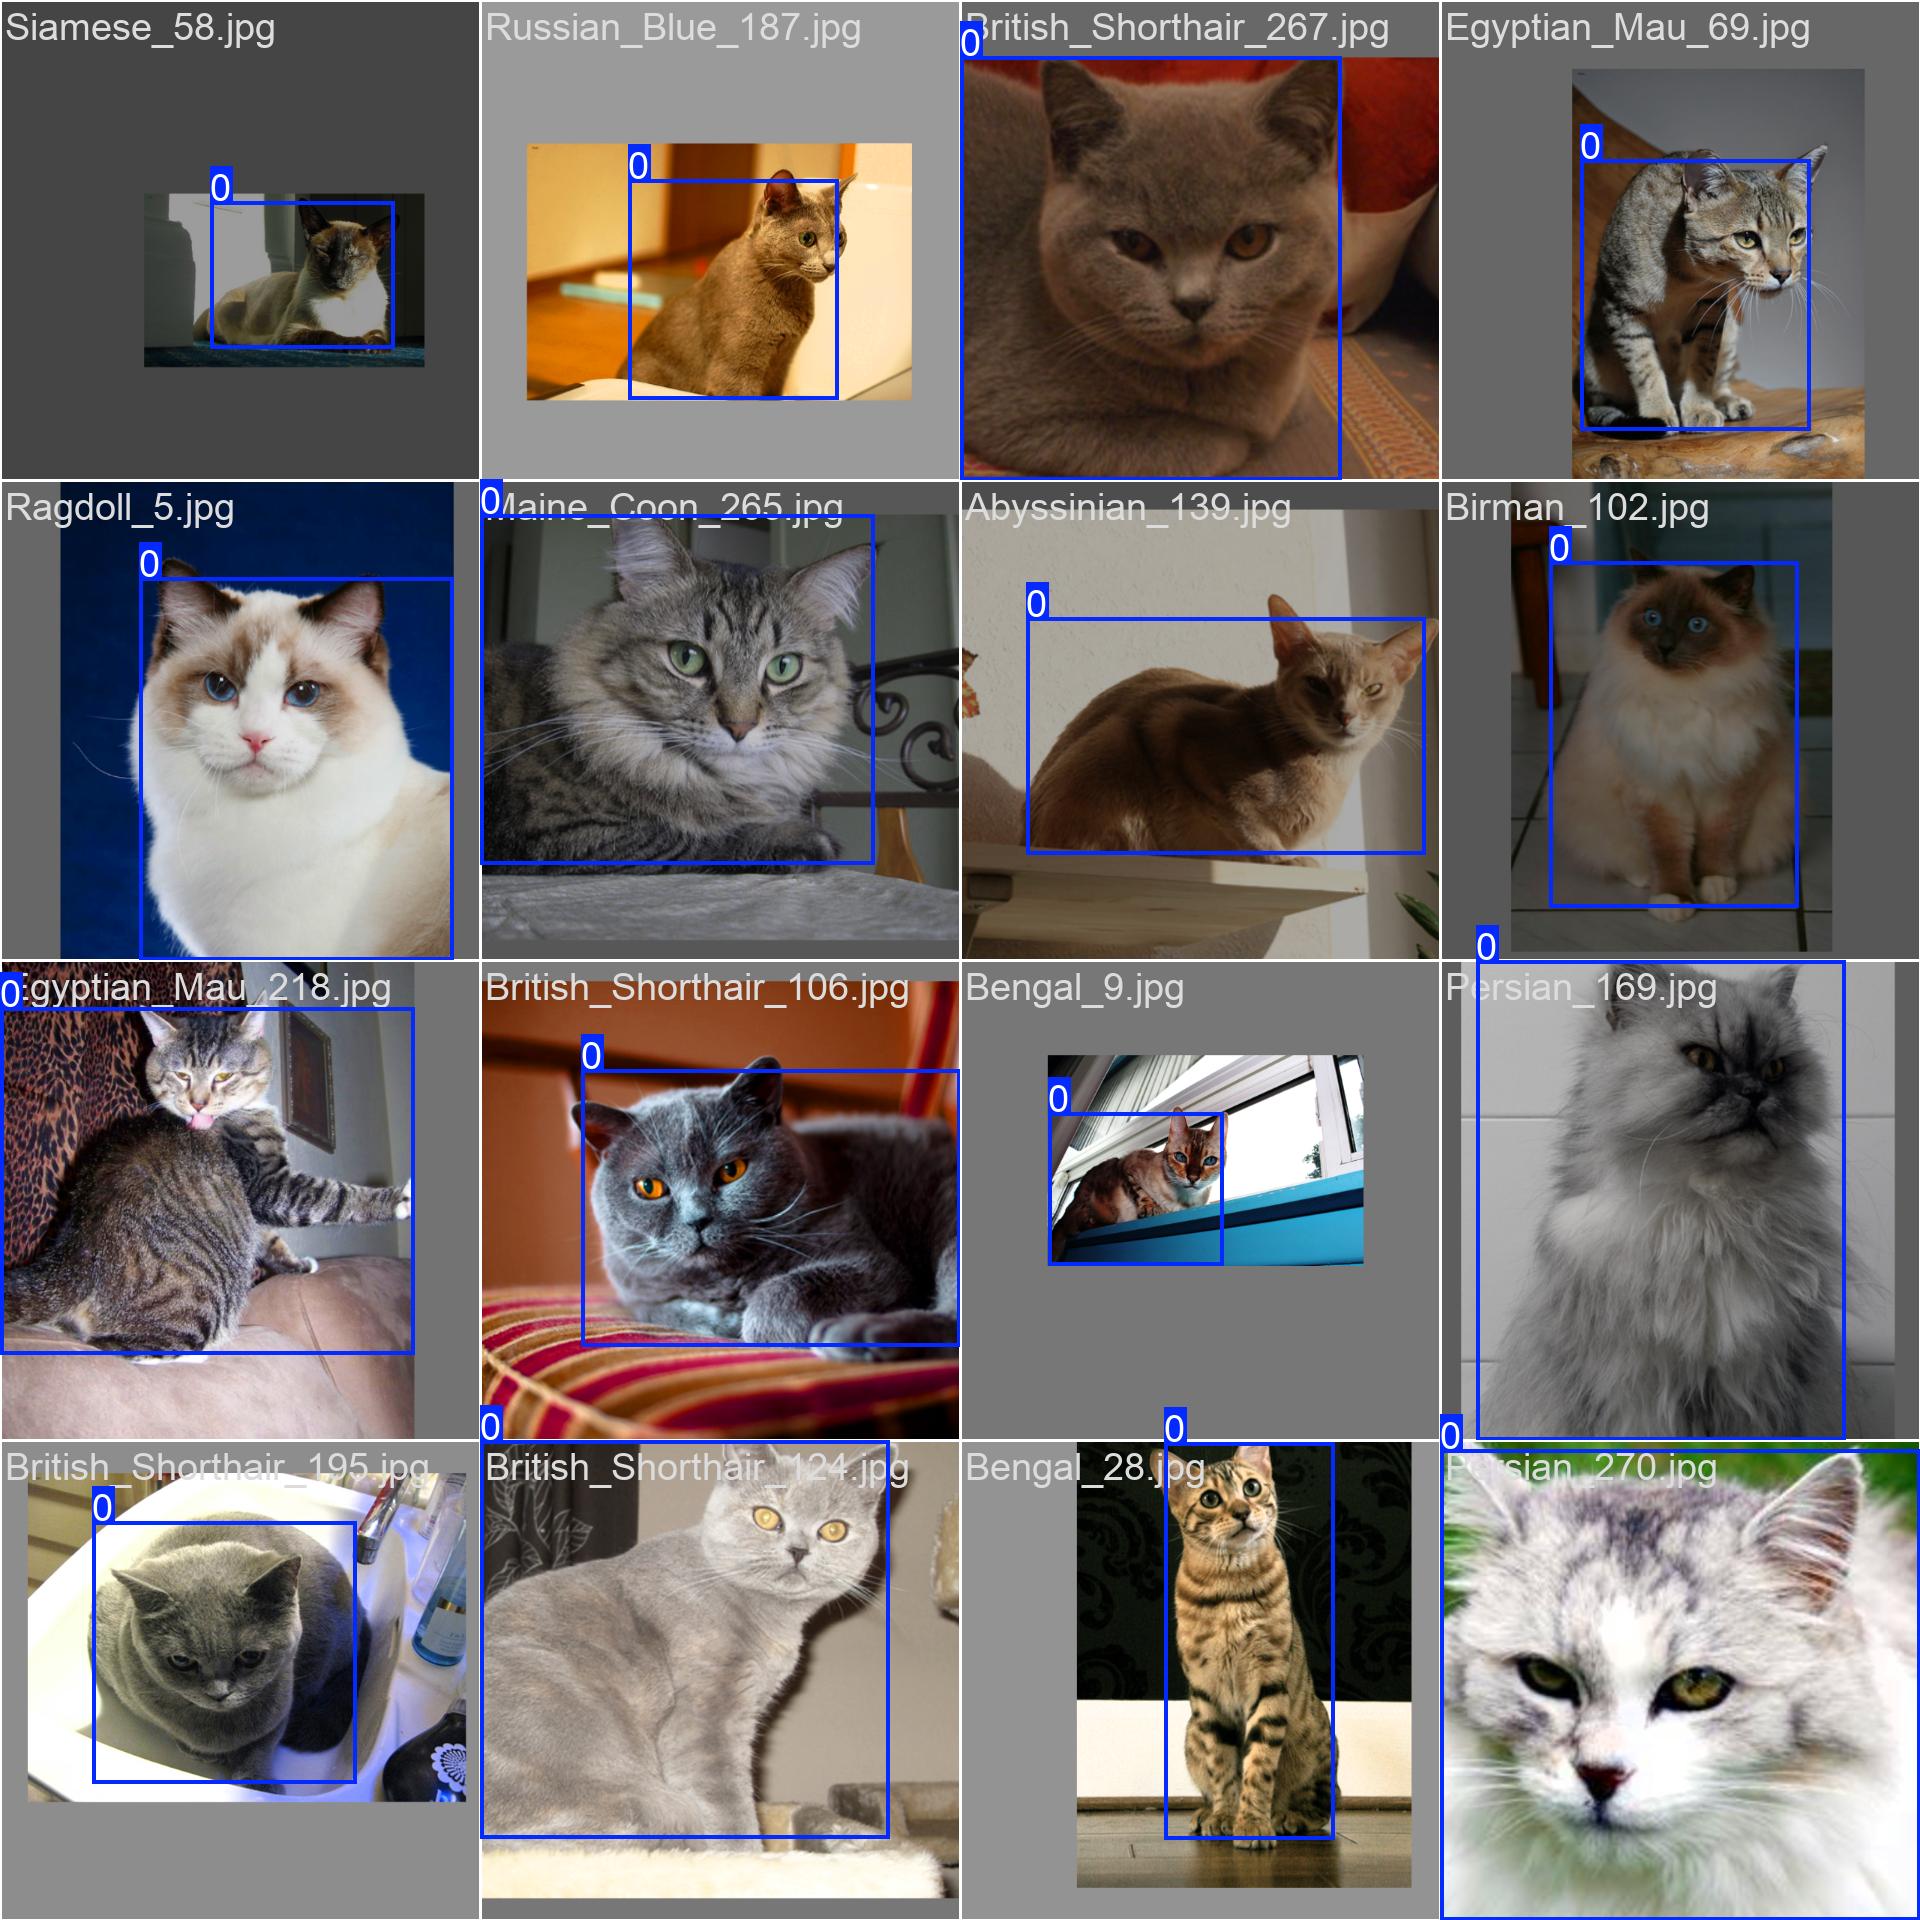 Siamese_58.jpg
Russian_Blue_187.jpg
British_Shorthair_267.jpg
Egyptian_Mau_69.jpg
0
0
0
0
Ragdoll_5.jpg
Maine_Coon_265.jpg
Abyssinian_139.jpg
Birman_102.jpg
0
0
0
0
Egyptian_Mau_218.jpg
British_Shorthair_106.jpg
Bengal_9.jpg
Persian_169.jpg
0
0
0
0
British_Shorthair_195.jpg
British_Shorthair_124.jpg
Bengal_28.jpg
Persian_270.jpg
0
0
0
0